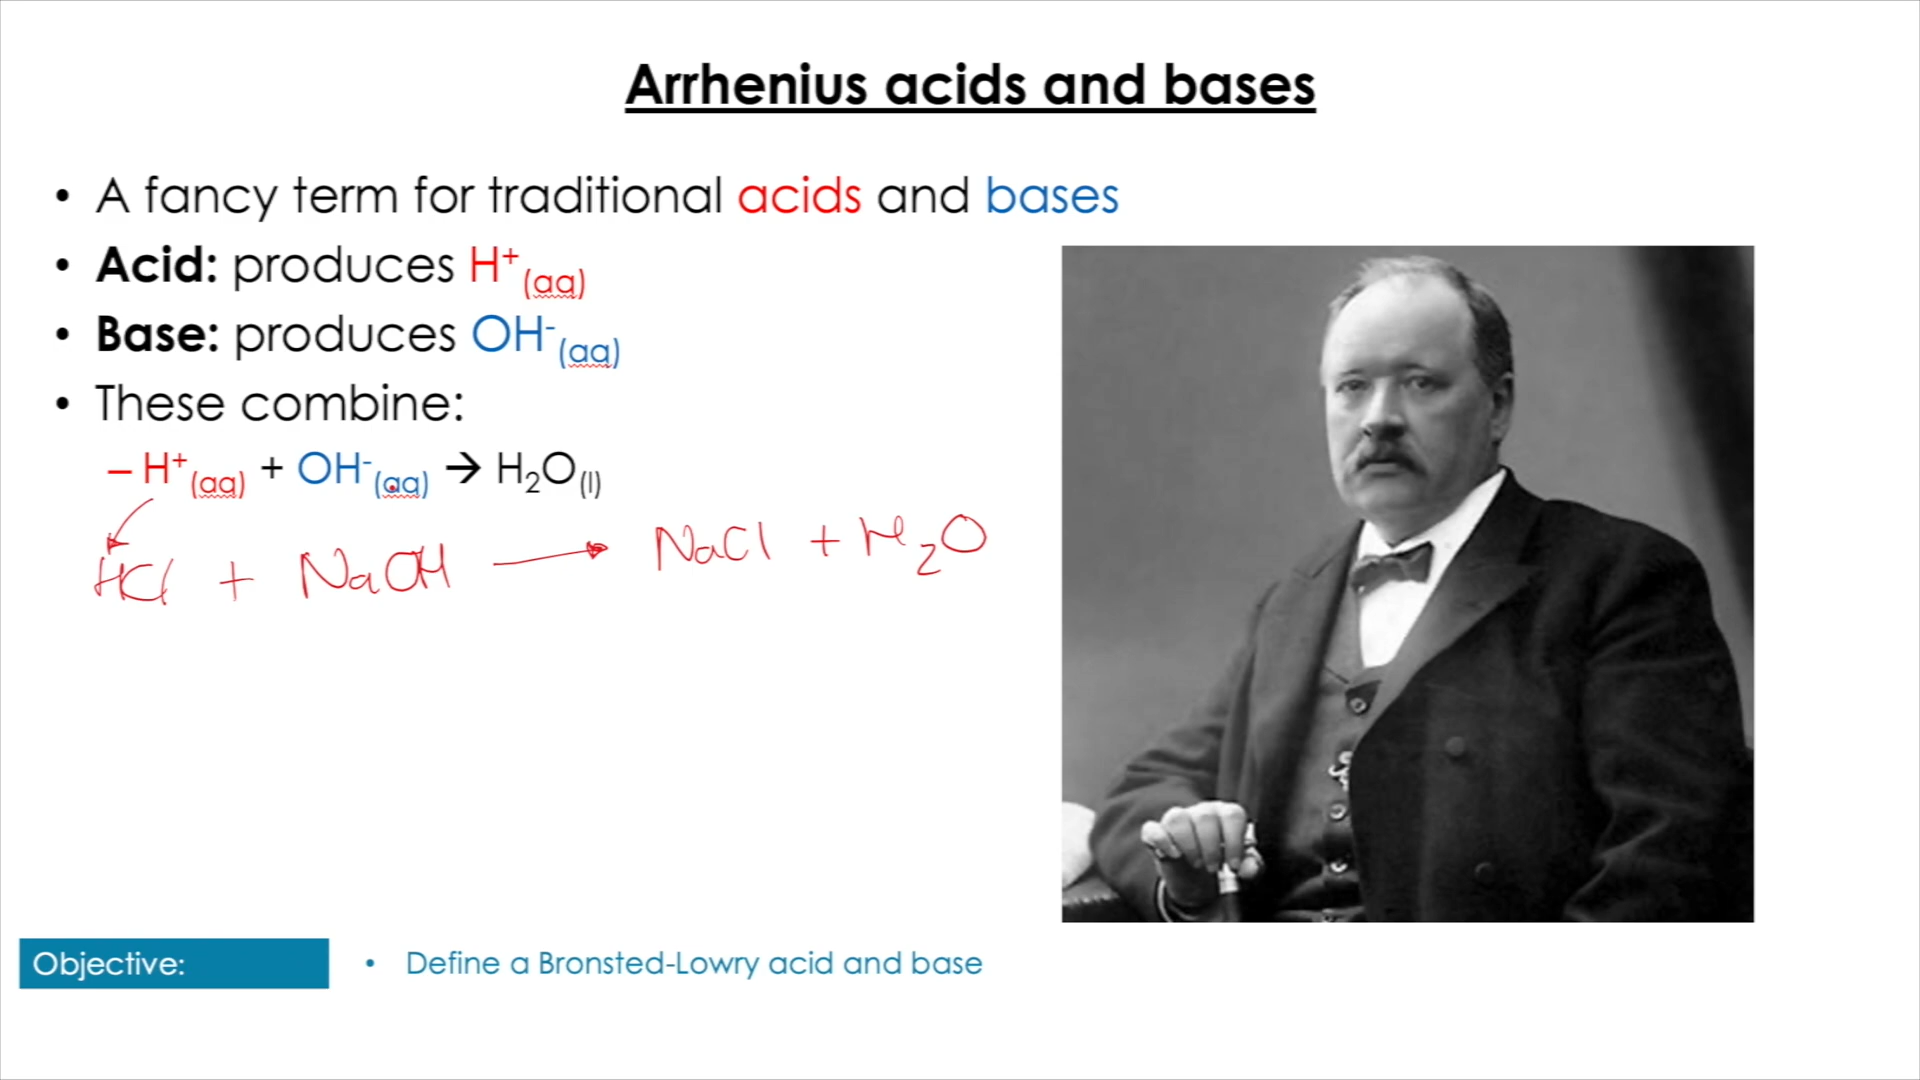 Arrhenius acids and bases
• A fancy term for traditional acids and bases
• Acid: produces H⁺(aq)
• Base: produces OH⁻(aq)
• These combine:
– H⁺(aq) + OH⁻(aq) → H₂O(l)
HCl + NaOH → NaCl + H₂O
Objective:
• Define a Bronsted-Lowry acid and base